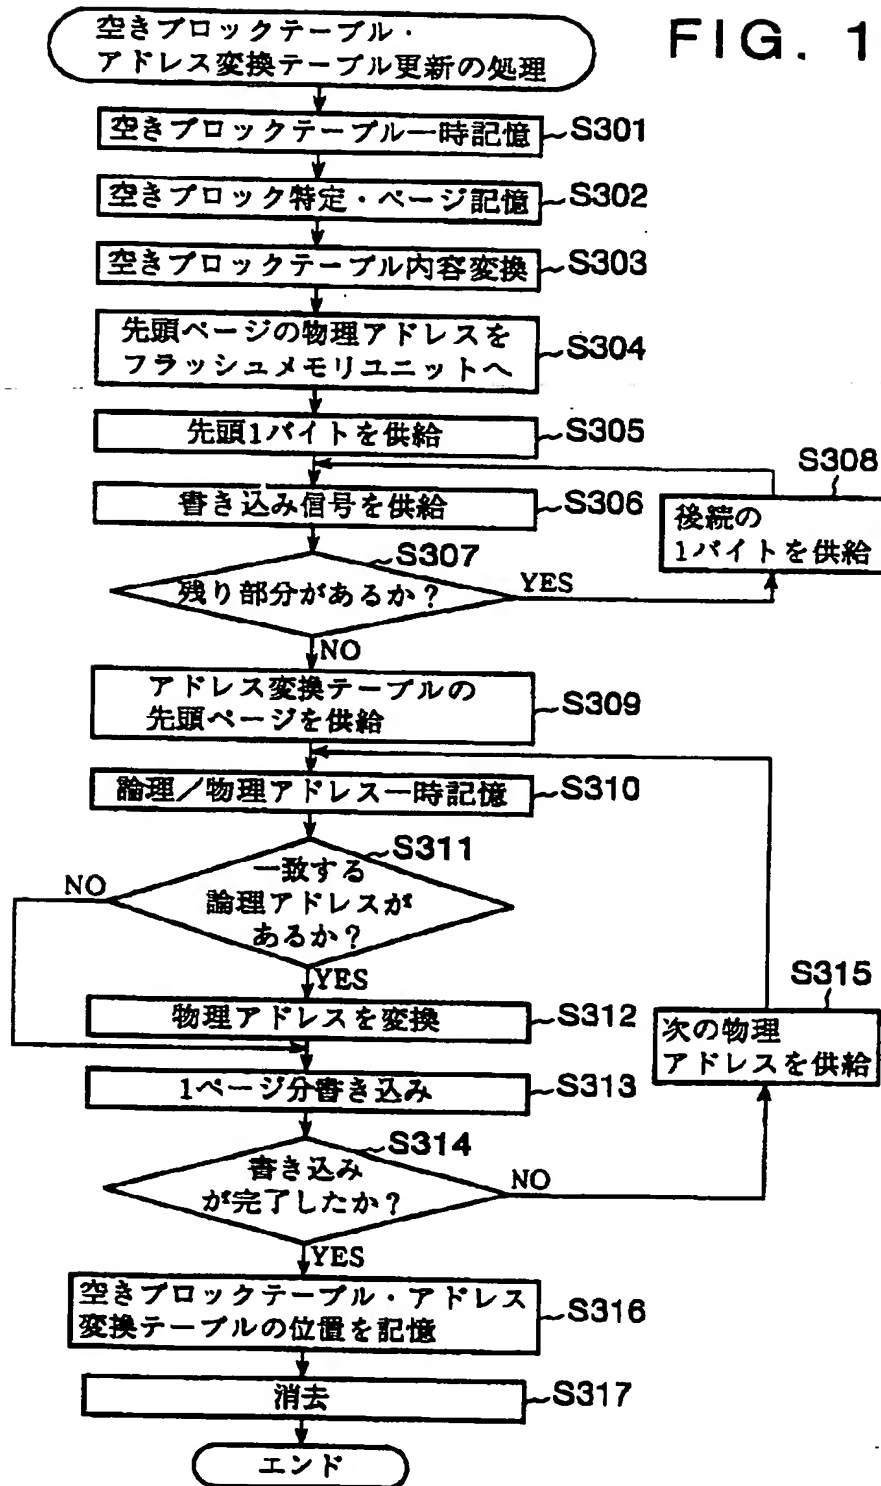 空きブロックテーブル・
アドレス変換テーブル更新の処理
FIG. 1
空きブロックテーブル一時記憶
S301
空きブロック特定・ページ記憶
S302
空きブロックテーブル内容変換
S303
先頭ページの物理アドレスを
フラッシュメモリユニットへ
S304
先頭1バイトを供給
S305
書き込み信号を供給
S306
S308
後続の
1バイトを供給
S307
残り部分があるか?
YES
NO
アドレス変換テーブルの
先頭ページを供給
S309
論理/物理アドレス一時記憶
S310
S311
一致する
論理アドレスが
あるか?
NO
YES
物理アドレスを変換
S312
S315
次の物理
アドレスを供給
1ページ分書き込み
S313
S314
書き込み
が完了したか?
NO
YES
空きブロックテーブル・アドレス
変換テーブルの位置を記憶
S316
消去
S317
エンド